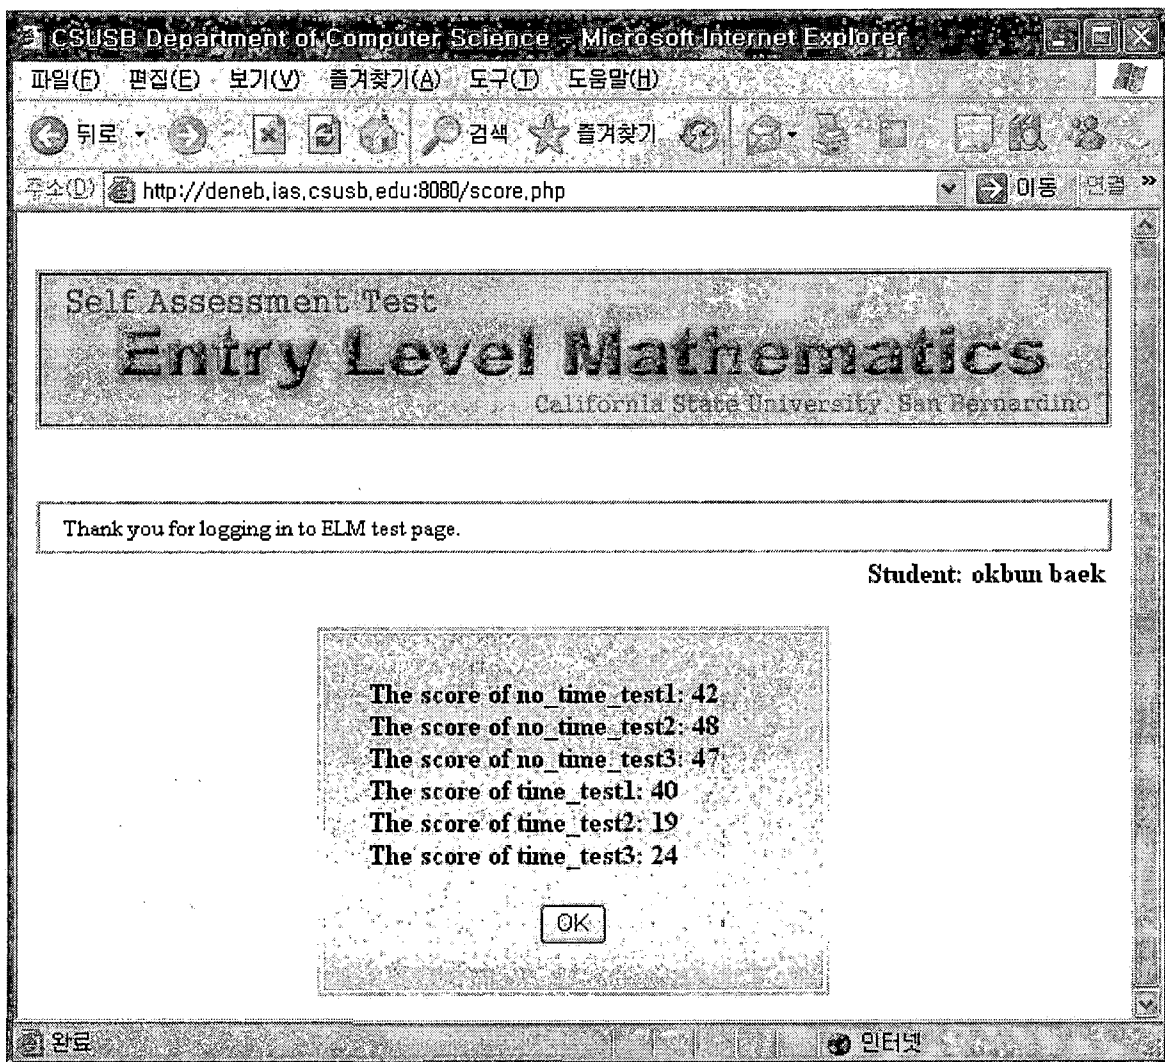 CSUSB Department of Computer Science - Microsoft Internet Explorer
파일(F) 편집(E) 보기(V) 즐겨찾기(A) 도구(T) 도움말(H)
뒤로 검색 즐겨찾기
주소(D) http://deneb.ias.csusb.edu:8080/score.php 이동 연결 »
Self Assessment Test
Entry Level Mathematics
California State University. San Bernardino
Thank you for logging in to ELM test page.
Student: okbun baek
The score of no_time_test1: 42
The score of no_time_test2: 48
The score of no_time_test3: 47
The score of time_test1: 40
The score of time_test2: 19
The score of time_test3: 24
OK
완료 인터넷